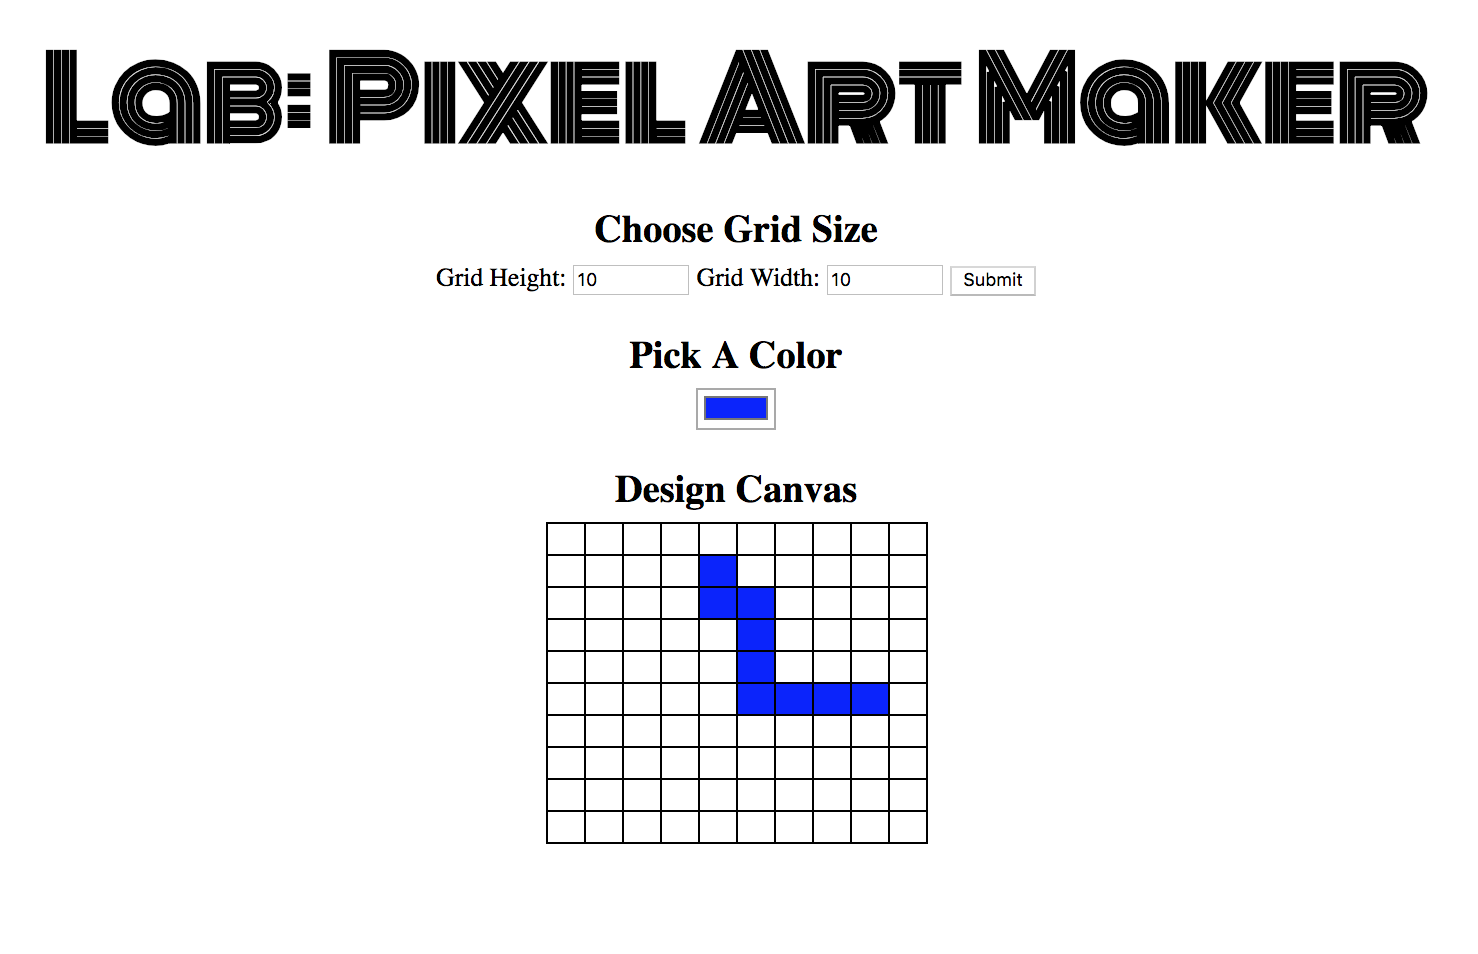 Lab: Pixel Art Maker
Choose Grid Size
Grid Height: 10 Grid Width: 10 Submit
Pick A Color
Design Canvas